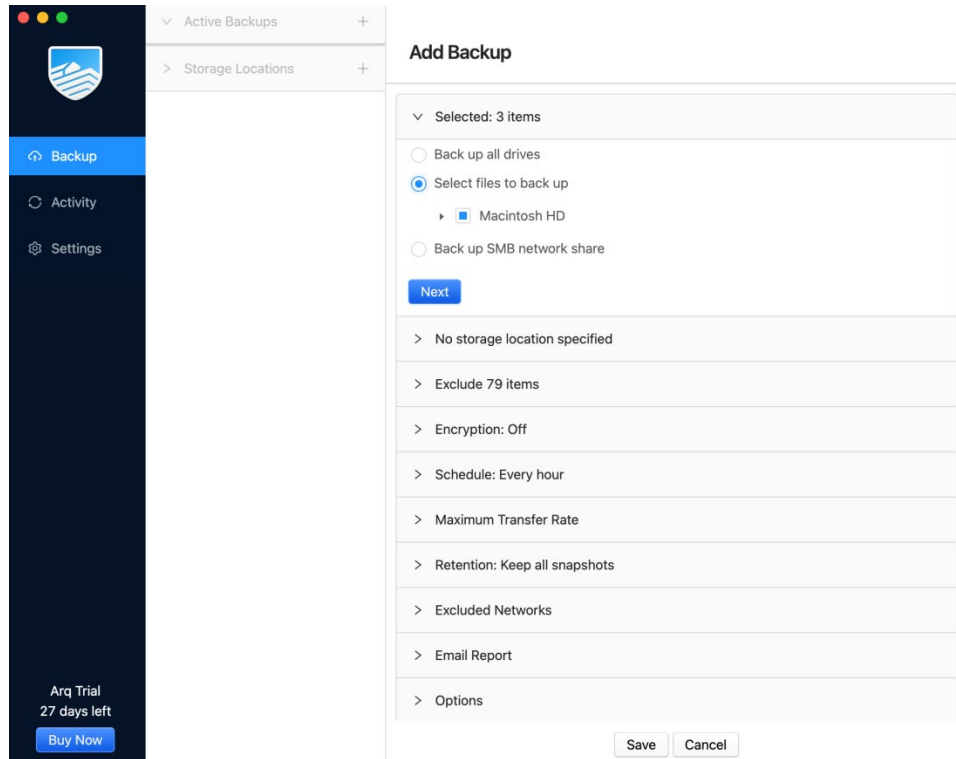 Backup
Activity
Settings
Arq Trial
27 days left
Buy Now
Active Backups
Storage Locations
Add Backup
Selected: 3 items
Back up all drives
Select files to back up
Macintosh HD
Back up SMB network share
Next
No storage location specified
Exclude 79 items
Encryption: Off
Schedule: Every hour
Maximum Transfer Rate
Retention: Keep all snapshots
Excluded Networks
Email Report
Options
Save Cancel